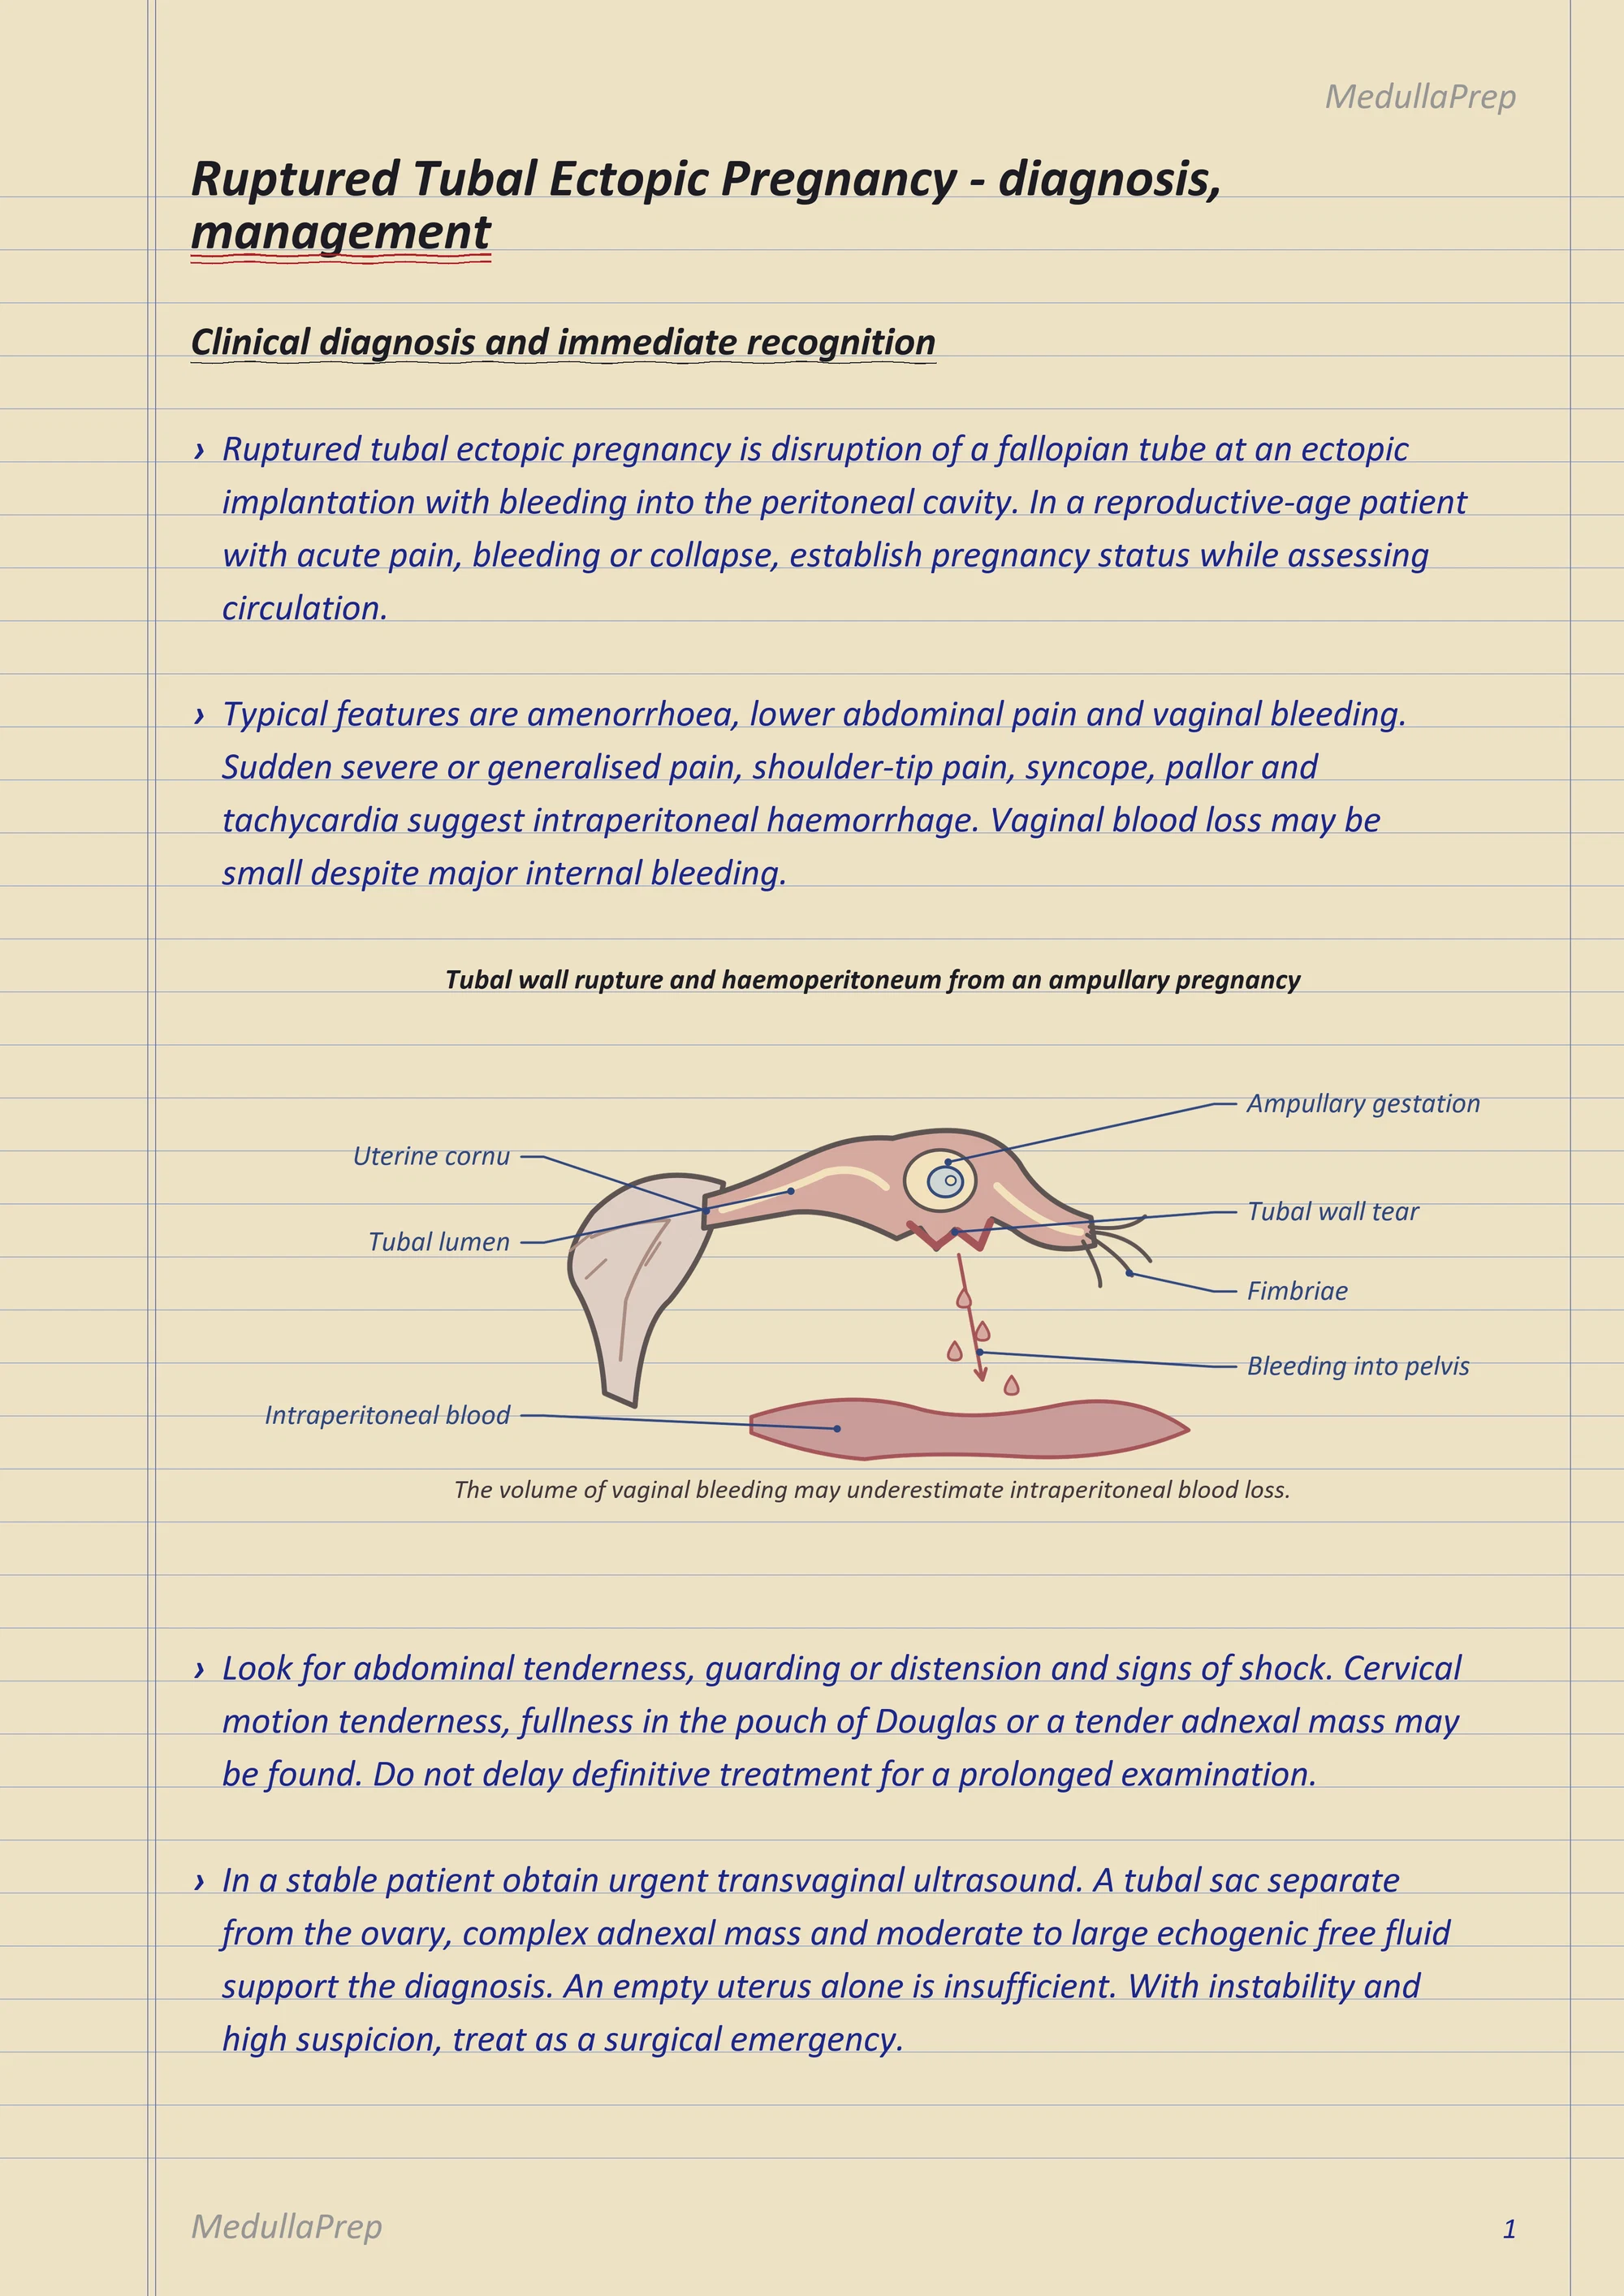 MedullaPrep
Ruptured Tubal Ectopic Pregnancy - diagnosis,
management
Clinical diagnosis and immediate recognition
› Ruptured tubal ectopic pregnancy is disruption of a fallopian tube at an ectopic
implantation with bleeding into the peritoneal cavity. In a reproductive-age patient
with acute pain, bleeding or collapse, establish pregnancy status while assessing
circulation.
› Typical features are amenorrhoea, lower abdominal pain and vaginal bleeding.
Sudden severe or generalised pain, shoulder-tip pain, syncope, pallor and
tachycardia suggest intraperitoneal haemorrhage. Vaginal blood loss may be
small despite major internal bleeding.
Tubal wall rupture and haemoperitoneum from an ampullary pregnancy
Ampullary gestation
Uterine cornu
Tubal wall tear
Tubal lumen
Fimbriae
Bleeding into pelvis
Intraperitoneal blood
The volume of vaginal bleeding may underestimate intraperitoneal blood loss.
› Look for abdominal tenderness, guarding or distension and signs of shock. Cervical
motion tenderness, fullness in the pouch of Douglas or a tender adnexal mass may
be found. Do not delay definitive treatment for a prolonged examination.
› In a stable patient obtain urgent transvaginal ultrasound. A tubal sac separate
from the ovary, complex adnexal mass and moderate to large echogenic free fluid
support the diagnosis. An empty uterus alone is insufficient. With instability and
high suspicion, treat as a surgical emergency.
MedullaPrep
1